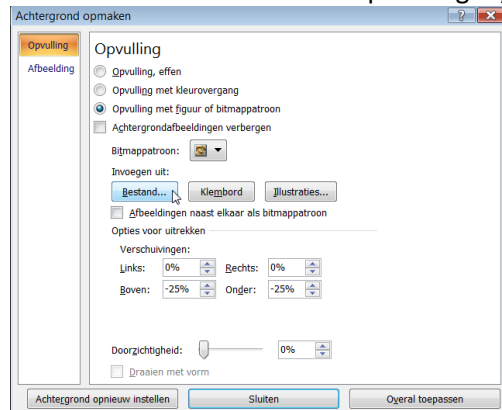 Achtergrond opmaken
Opvulling
Afbeelding
Opvulling
Opvulling, effen
Opvulling met kleurovergang
Opvulling met figuur of bitmappatroon
Achtergrondafbeeldingen verbergen
Bitmappatroon:
Invoegen uit:
Bestand... Klembord Illustraties...
Afbeeldingen naast elkaar als bitmappatroon
Opties voor uitrekken
Verschuivingen:
Links: 0% Rechts: 0%
Boven: -25% Onder: -25%
Doorzichtigheid: 0%
Draaien met vorm
Achtergrond opnieuw instellen Sluiten Overal toepassen